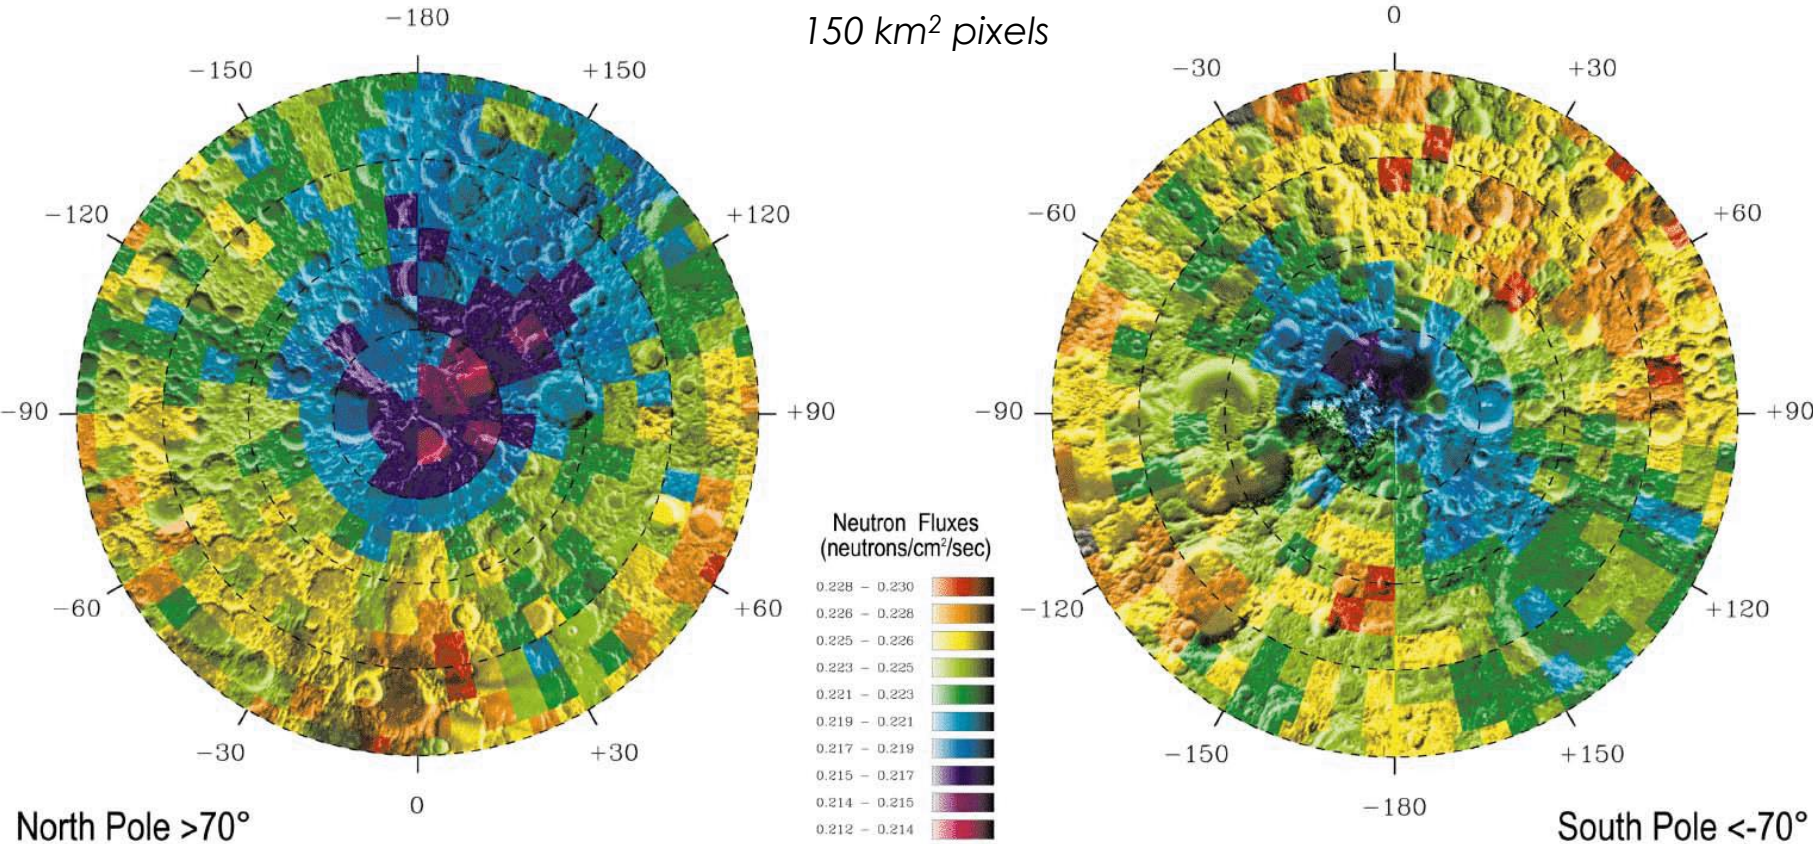 150 km² pixels
−180
−150
+150
−120
+120
−90
+90
−60
+60
−30
+30
0
North Pole >70°
Neutron Fluxes
(neutrons/cm²/sec)
0.228 − 0.230
0.226 − 0.228
0.225 − 0.226
0.223 − 0.225
0.221 − 0.223
0.219 − 0.221
0.217 − 0.219
0.215 − 0.217
0.214 − 0.215
0.212 − 0.214
0
−30
+30
−60
+60
−90
+90
−120
+120
−150
+150
−180
South Pole <-70°